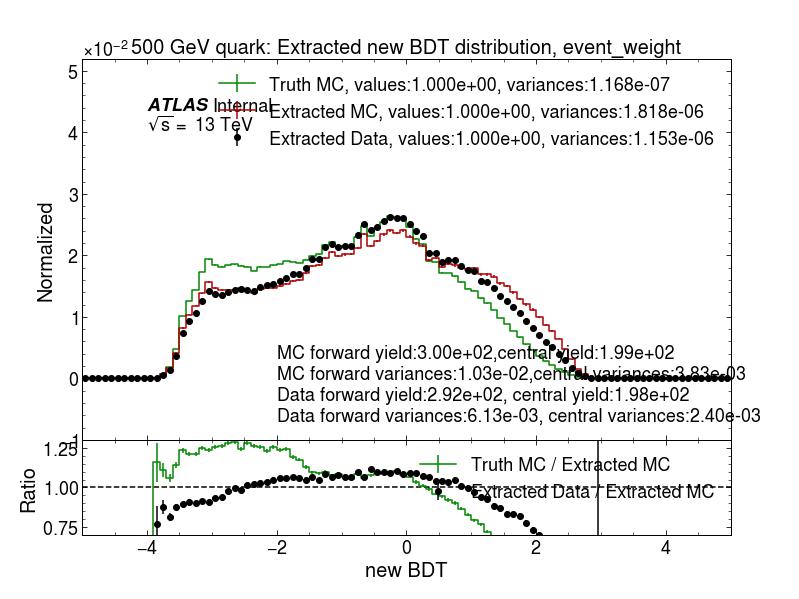 ×10⁻² 500 GeV quark: Extracted new BDT distribution, event_weight
Truth MC, values:1.000e+00, variances:1.168e-07
ATLAS Internal
Extracted MC, values:1.000e+00, variances:1.818e-06
√s = 13 TeV
Extracted Data, values:1.000e+00, variances:1.153e-06
5
4
3
2
1
0
−1
Normalized
MC forward yield:3.00e+02,central yield:1.99e+02
MC forward variances:1.03e-02,central variances:3.83e-03
Data forward yield:2.92e+02, central yield:1.98e+02
Data forward variances:6.13e-03, central variances:2.40e-03
1.25
1.00
0.75
Ratio
Truth MC / Extracted MC
Extracted Data / Extracted MC
−4 −2 0 2 4
new BDT